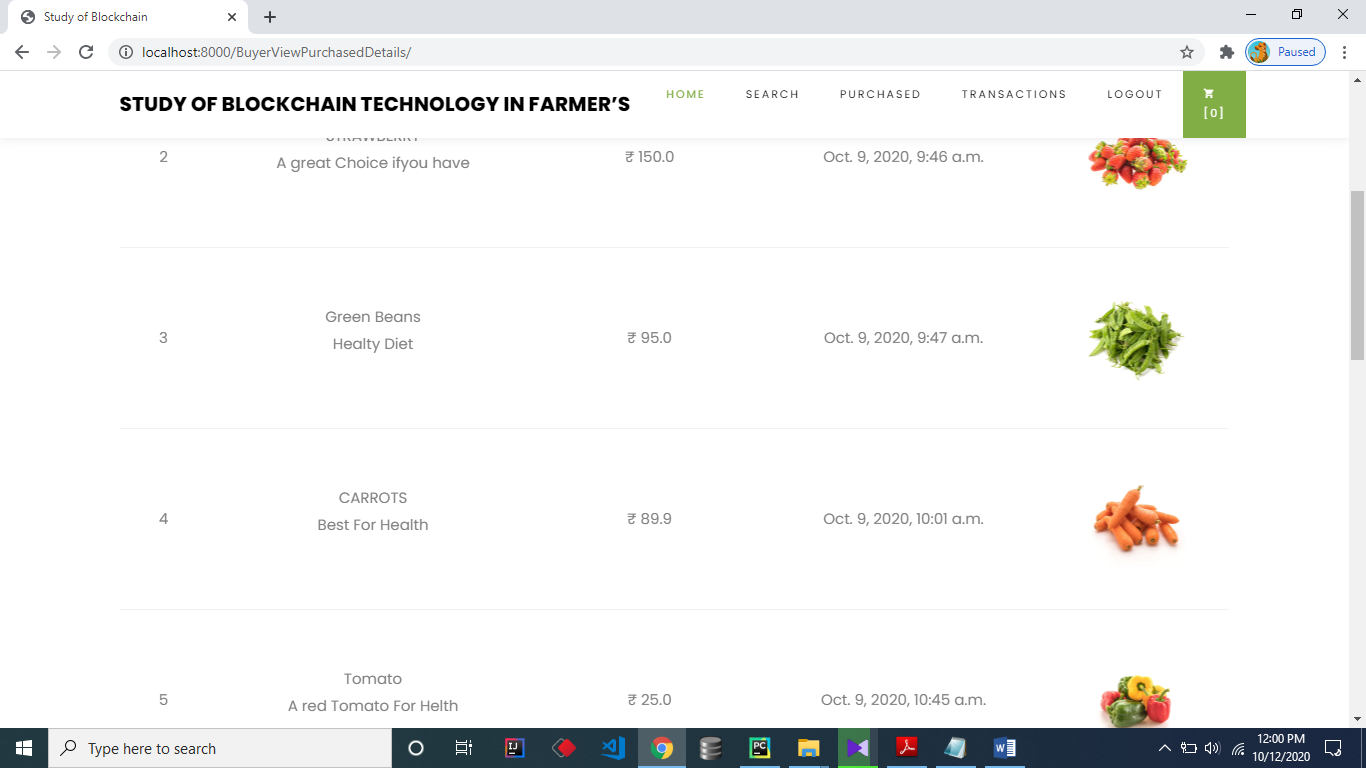 Study of Blockchain
localhost:8000/BuyerViewPurchasedDetails/
Paused
STUDY OF BLOCKCHAIN TECHNOLOGY IN FARMER'S
HOME SEARCH PURCHASED TRANSACTIONS LOGOUT
[0]
STRAWBERRY
2 A great Choice ifyou have ₹ 150.0 Oct. 9, 2020, 9:46 a.m.
Green Beans
3 ₹ 95.0 Oct. 9, 2020, 9:47 a.m.
Healty Diet
CARROTS
4 ₹ 89.9 Oct. 9, 2020, 10:01 a.m.
Best For Health
Tomato
5 ₹ 25.0 Oct. 9, 2020, 10:45 a.m.
A red Tomato For Helth
Type here to search
IJ
PC
12:00 PM
10/12/2020